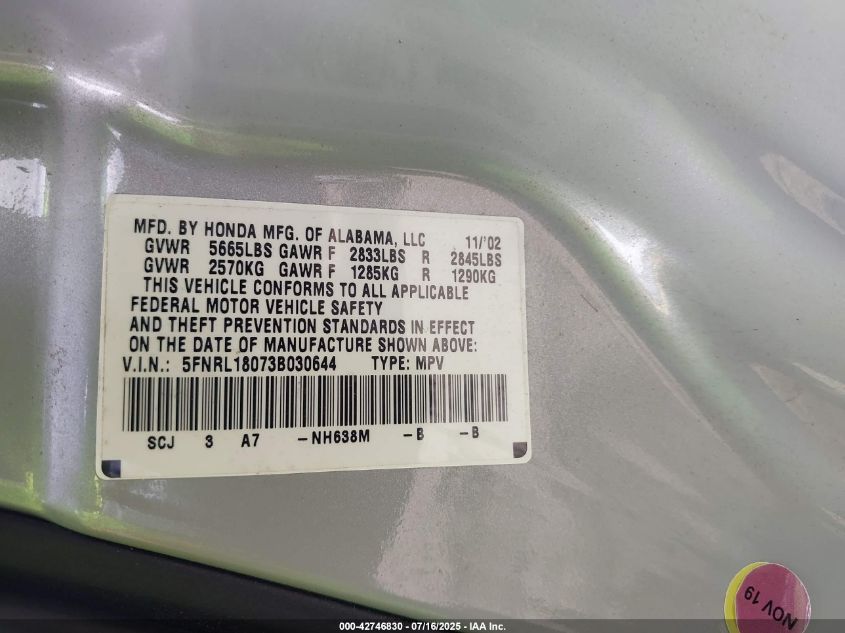 MFD. BY HONDA MFG. OF ALABAMA, LLC 11/'02
GVWR 5665LBS GAWR F 2833LBS R 2845LBS
GVWR 2570KG GAWR F 1285KG R 1290KG
THIS VEHICLE CONFORMS TO ALL APPLICABLE
FEDERAL MOTOR VEHICLE SAFETY
AND THEFT PREVENTION STANDARDS IN EFFECT
ON THE DATE OF MANUFACTURE SHOWN ABOVE:
V.I.N.: 5FNRL18073B030644 TYPE: MPV
SCJ 3 A7 -NH638M -B -B
NOV 19
000-42746830 - 07/16/2025 - IAA Inc.